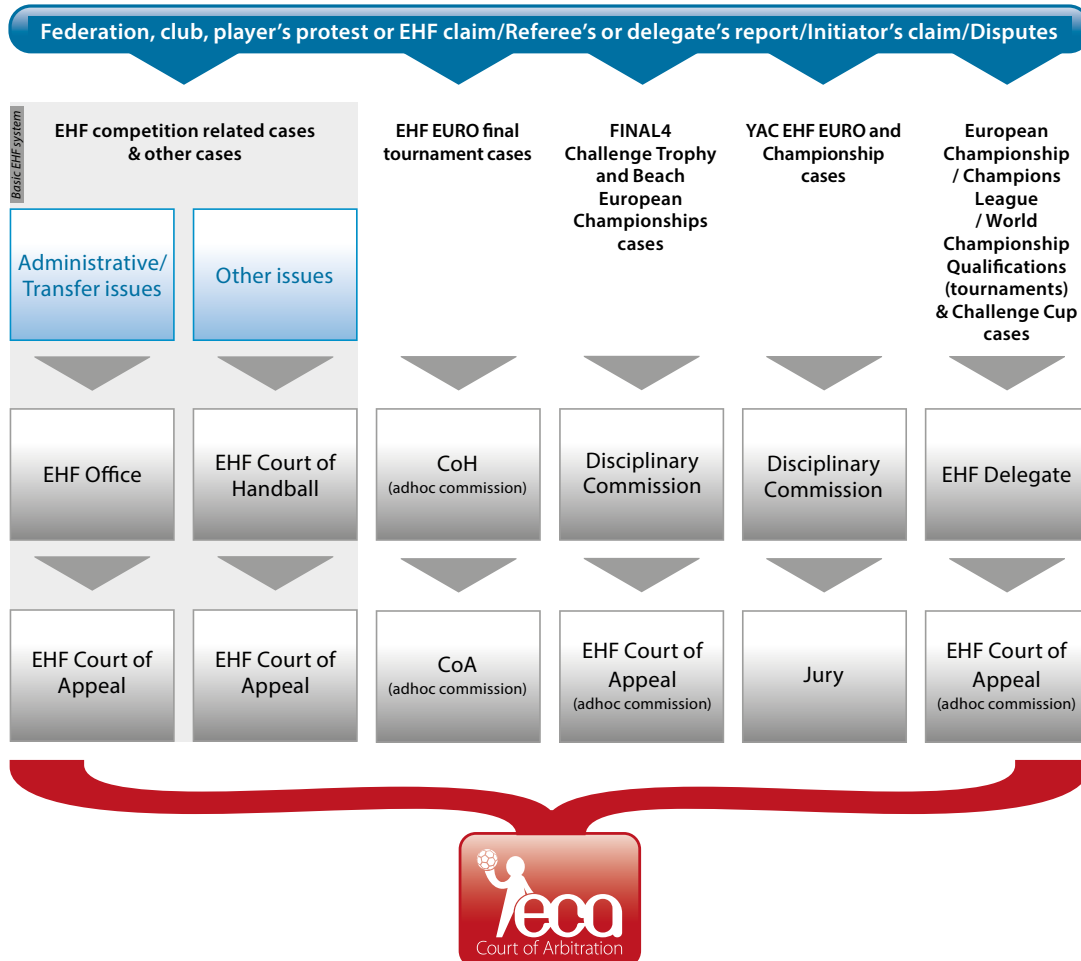 Federation, club, player’s protest or EHF claim/Referee’s or delegate’s report/Initiator’s claim/Disputes
Basic EHF system
EHF competition related cases
& other cases
EHF EURO final
tournament cases
FINAL4
Challenge Trophy
and Beach
European
Championships
cases
YAC EHF EURO and
Championship
cases
European
Championship
/ Champions
League
/ World
Championship
Qualifications
(tournaments)
& Challenge Cup
cases
Administrative/
Transfer issues
Other issues
EHF Office
EHF Court of
Handball
CoH
(adhoc commission)
Disciplinary
Commission
Disciplinary
Commission
EHF Delegate
EHF Court of
Appeal
EHF Court of
Appeal
CoA
(adhoc commission)
EHF Court of
Appeal
(adhoc commission)
Jury
EHF Court of
Appeal
(adhoc commission)
eca
Court of Arbitration